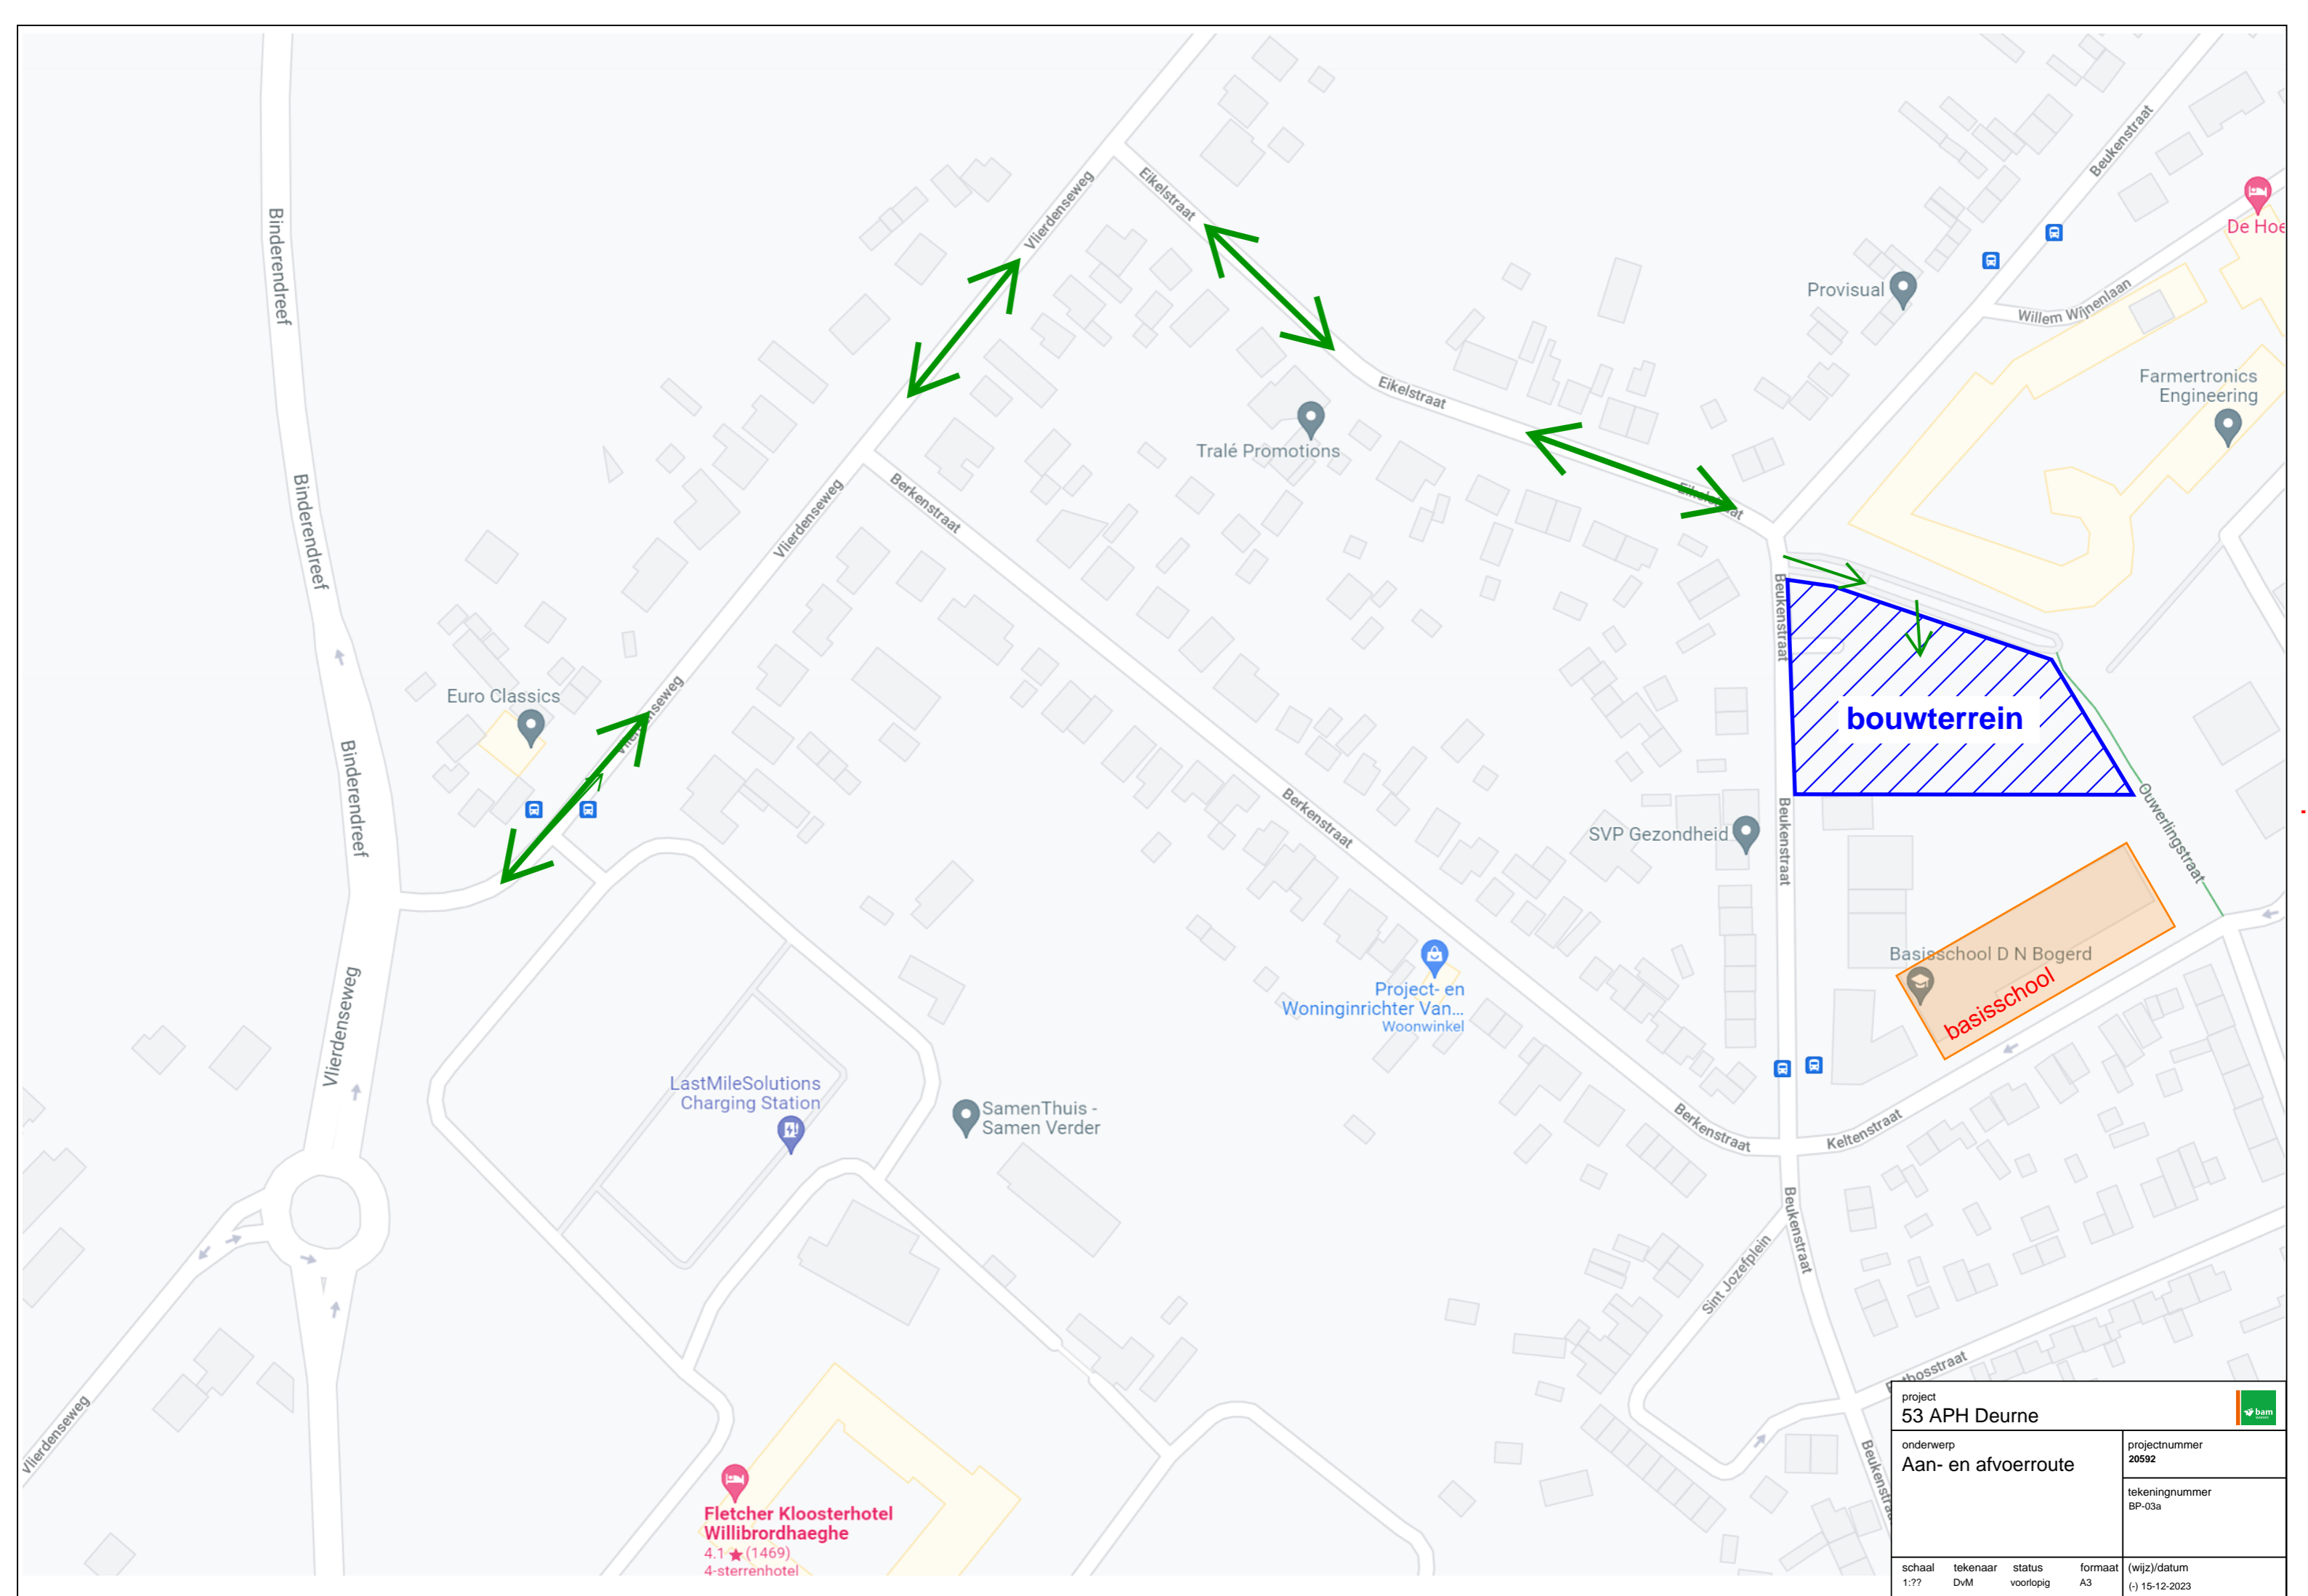 Binderendreef
Binderendreef
Binderendreef
Vlierdenseweg
Vlierdenseweg
Vlierdenseweg
Vlierdenseweg
Eikelstraat
Eikelstraat
Beukenstraat
Willem Wijnenlaan
De Hoe
Provisual
Farmertronics
Engineering
Tralé Promotions
Berkenstraat
Euro Classics
Beukenstraat
bouwterrein
Ouwerlingstraat
Beukenstraat
SVP Gezondheid
Berkenstraat
Basisschool D N Bogerd
basisschool
Project- en
Woninginrichter Van...
Woonwinkel
LastMileSolutions
Charging Station
SamenThuis -
Samen Verder
Berkenstraat
Keltenstraat
Beukenstraat
Sint Jozefplein
Vlierdenseweg
Fletcher Kloosterhotel
Willibrordhaeghe
4.1 ★ (1469)
4-sterrenhotel
project
53 APH Deurne
bam
onderwerp
Aan- en afvoerroute
projectnummer
20592
tekeningnummer
BP-03a
schaal tekenaar status formaat (wijz)/datum
1:?? DvM voorlopig A3 (-) 15-12-2023